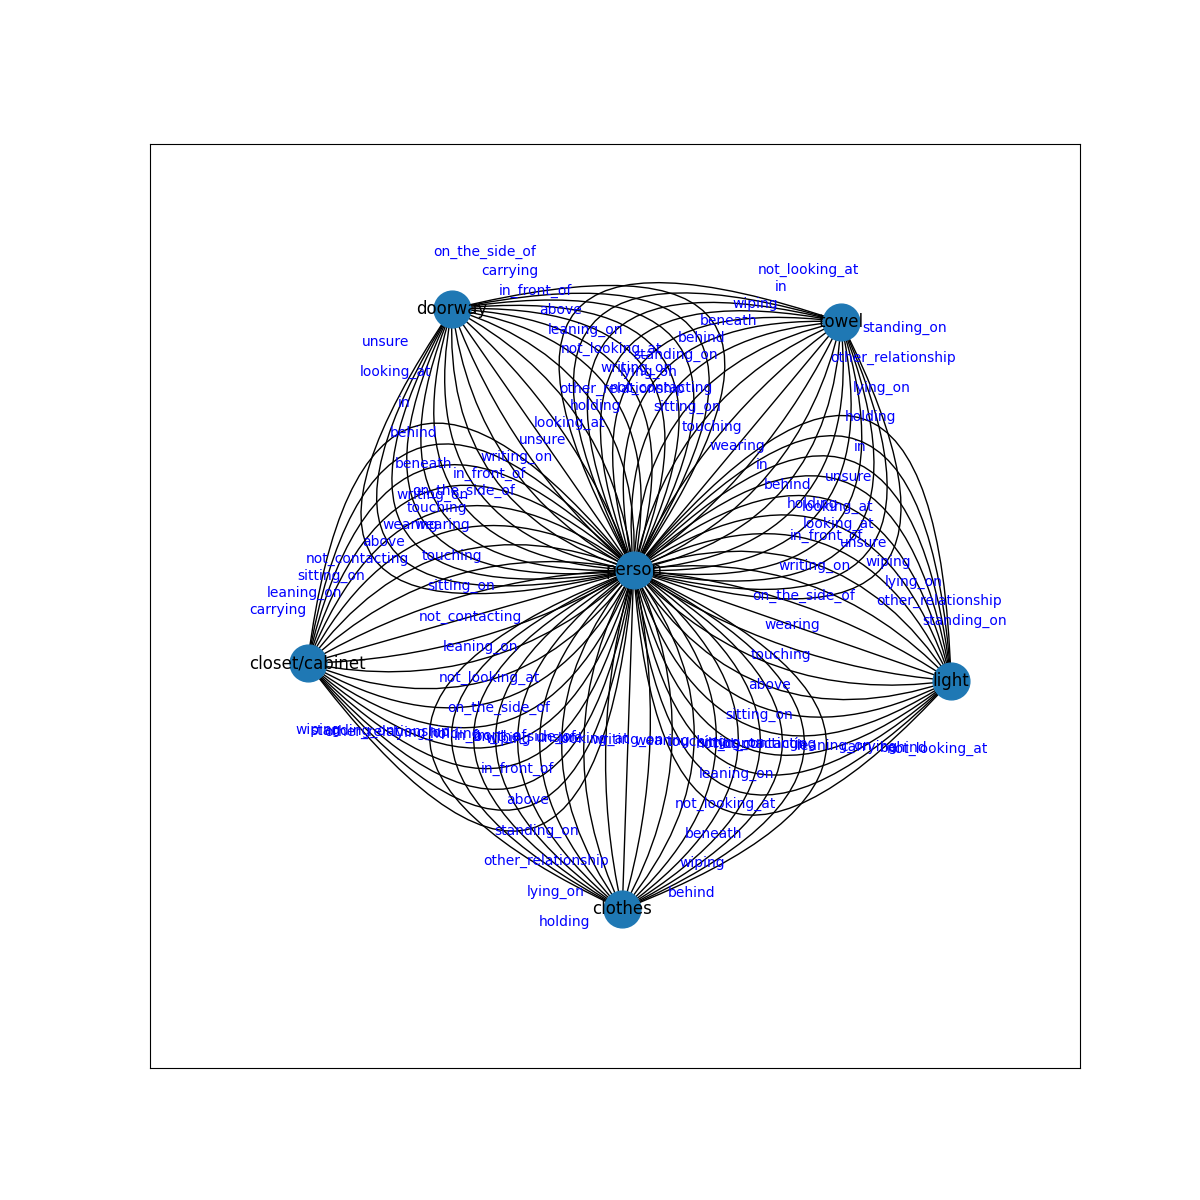 on_the_side_of
not_looking_at
carrying
in
in_front_of
wiping
doorway
above
beneath
towel
leaning_on
standing_on
behind
unsure
not_looking_at
standing_on
other_relationship
looking_at
writing_on
lying_on
other_relationship
not_contacting
lying_on
in
holding
sitting_on
holding
looking_at
touching
behind
unsure
wearing
in
writing_on
beneath
in
in_front_of
unsure
behind
on_the_side_of
writing_on
holding
looking_at
touching
wearing
wearing
looking_at
in_front_of
above
unsure
not_contacting
touching
wiping
writing_on
person
sitting_on
lying_on
sitting_on
leaning_on
on_the_side_of
other_relationship
carrying
not_contacting
standing_on
wearing
leaning_on
touching
closet/cabinet
not_looking_at
light
above
on_the_side_of
sitting_on
wiping
carrying
behind
not_looking_at
in_front_of
leaning_on
above
not_looking_at
standing_on
beneath
other_relationship
wiping
lying_on
behind
clothes
holding